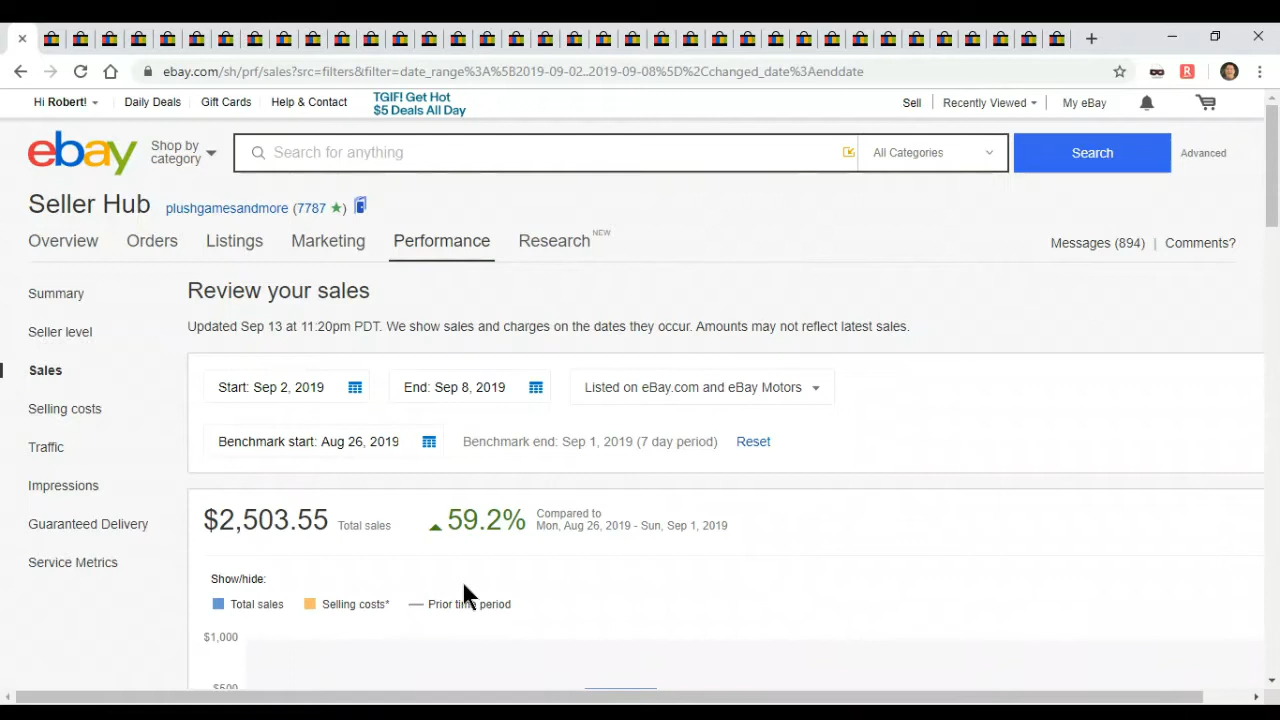 ebay.com/sh/prf/sales?src=filters&filter=date_range%3A%5B2019-09-02..2019-09-08%5D%2Cchanged_date%3Aenddate
R
Hi Robert!
Daily Deals
Gift Cards
Help & Contact
TGIF! Get Hot
$5 Deals All Day
Sell
Recently Viewed
My eBay
ebay
Shop by
category
Search for anything
All Categories
Search
Advanced
Seller Hub
plushgamesandmore (7787 ★)
Overview
Orders
Listings
Marketing
Performance
Research NEW
Messages (894) | Comments?
Summary
Seller level
Sales
Selling costs
Traffic
Impressions
Guaranteed Delivery
Service Metrics
Review your sales
Updated Sep 13 at 11:20pm PDT. We show sales and charges on the dates they occur. Amounts may not reflect latest sales.
Start: Sep 2, 2019
End: Sep 8, 2019
Listed on eBay.com and eBay Motors
Benchmark start: Aug 26, 2019
Benchmark end: Sep 1, 2019 (7 day period)
Reset
$2,503.55 Total sales
59.2%
Compared to
Mon, Aug 26, 2019 - Sun, Sep 1, 2019
Show/hide:
Total sales
Selling costs*
Prior time period
$1,000
$500